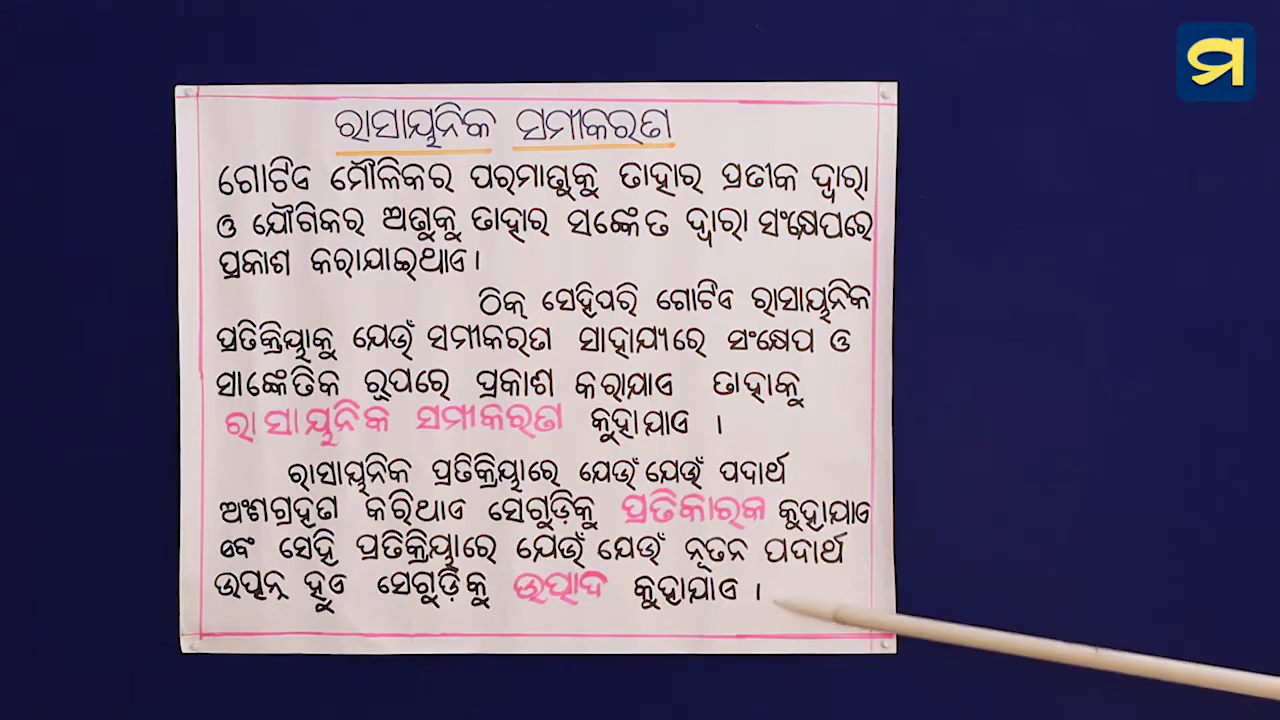 ମ
ରାସାୟନିକ ସମୀକରଣ
ଗୋଟିଏ ମୌଳିକର ପରମାଣୁକୁ ତାହାର ପ୍ରତୀକ ଦ୍ୱାରା
ଓ ଯୌଗିକର ଅଣୁକୁ ତାହାର ସଙ୍କେତ ଦ୍ୱାରା ସଂକ୍ଷେପରେ
ପ୍ରକାଶ କରାଯାଇଥାଏ।
ଠିକ୍ ସେହିପରି ଗୋଟିଏ ରାସାୟନିକ
ପ୍ରତିକ୍ରିୟାକୁ ଯେଉଁ ସମୀକରଣ ସାହାଯ୍ୟରେ ସଂକ୍ଷେପ ଓ
ସାଙ୍କେତିକ ରୂପରେ ପ୍ରକାଶ କରାଯାଏ ତାହାକୁ
ରାସାୟନିକ ସମୀକରଣ କୁହାଯାଏ ।
ରାସାୟନିକ ପ୍ରତିକ୍ରିୟାରେ ଯେଉଁ ଯେଉଁ ପଦାର୍ଥ
ଅଂଶଗ୍ରହଣ କରିଥାଏ ସେଗୁଡ଼ିକୁ ପ୍ରତିକାରକ କୁହାଯାଏ
ଏବଂ ସେହି ପ୍ରତିକ୍ରିୟାରେ ଯେଉଁ ଯେଉଁ ନୂତନ ପଦାର୍ଥ
ଉତ୍ପନ୍ନ ହୁଏ ସେଗୁଡ଼ିକୁ ଉତ୍ପାଦ କୁହାଯାଏ ।